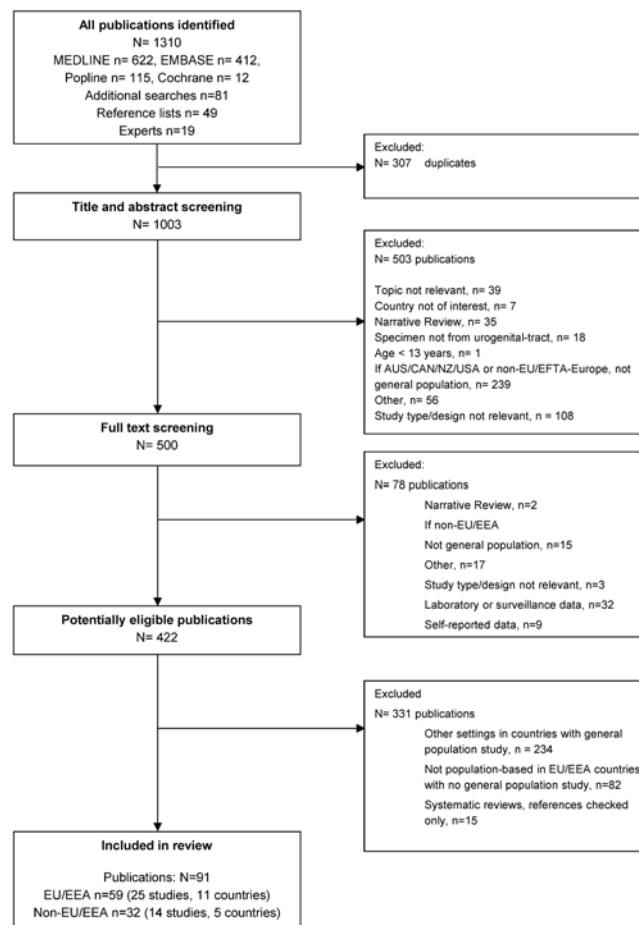 All publications identified
N= 1310
MEDLINE n= 622, EMBASE n= 412,
Popline n= 115, Cochrane n= 12
Additional searches n=81
Reference lists n= 49
Experts n=19
Excluded:
N= 307 duplicates
Title and abstract screening
N= 1003
Excluded:
N= 503 publications
Topic not relevant, n= 39
Country not of interest, n= 7
Narrative Review, n= 35
Specimen not from urogenital-tract, n= 18
Age < 13 years, n= 1
If AUS/CAN/NZ/USA or non-EU/EFTA-Europe, not
general population, n= 239
Other, n= 56
Study type/design not relevant, n = 108
Full text screening
N= 500
Excluded:
N= 78 publications
Narrative Review, n=2
If non-EU/EEA
Not general population, n=15
Other, n=17
Study type/design not relevant, n=3
Laboratory or surveillance data, n=32
Self-reported data, n=9
Potentially eligible publications
N= 422
Excluded
N= 331 publications
Other settings in countries with general
population study, n = 234
Not population-based in EU/EEA countries
with no general population study, n=82
Systematic reviews, references checked
only, n=15
Included in review
Publications: N=91
EU/EEA n=59 (25 studies, 11 countries)
Non-EU/EEA n=32 (14 studies, 5 countries)